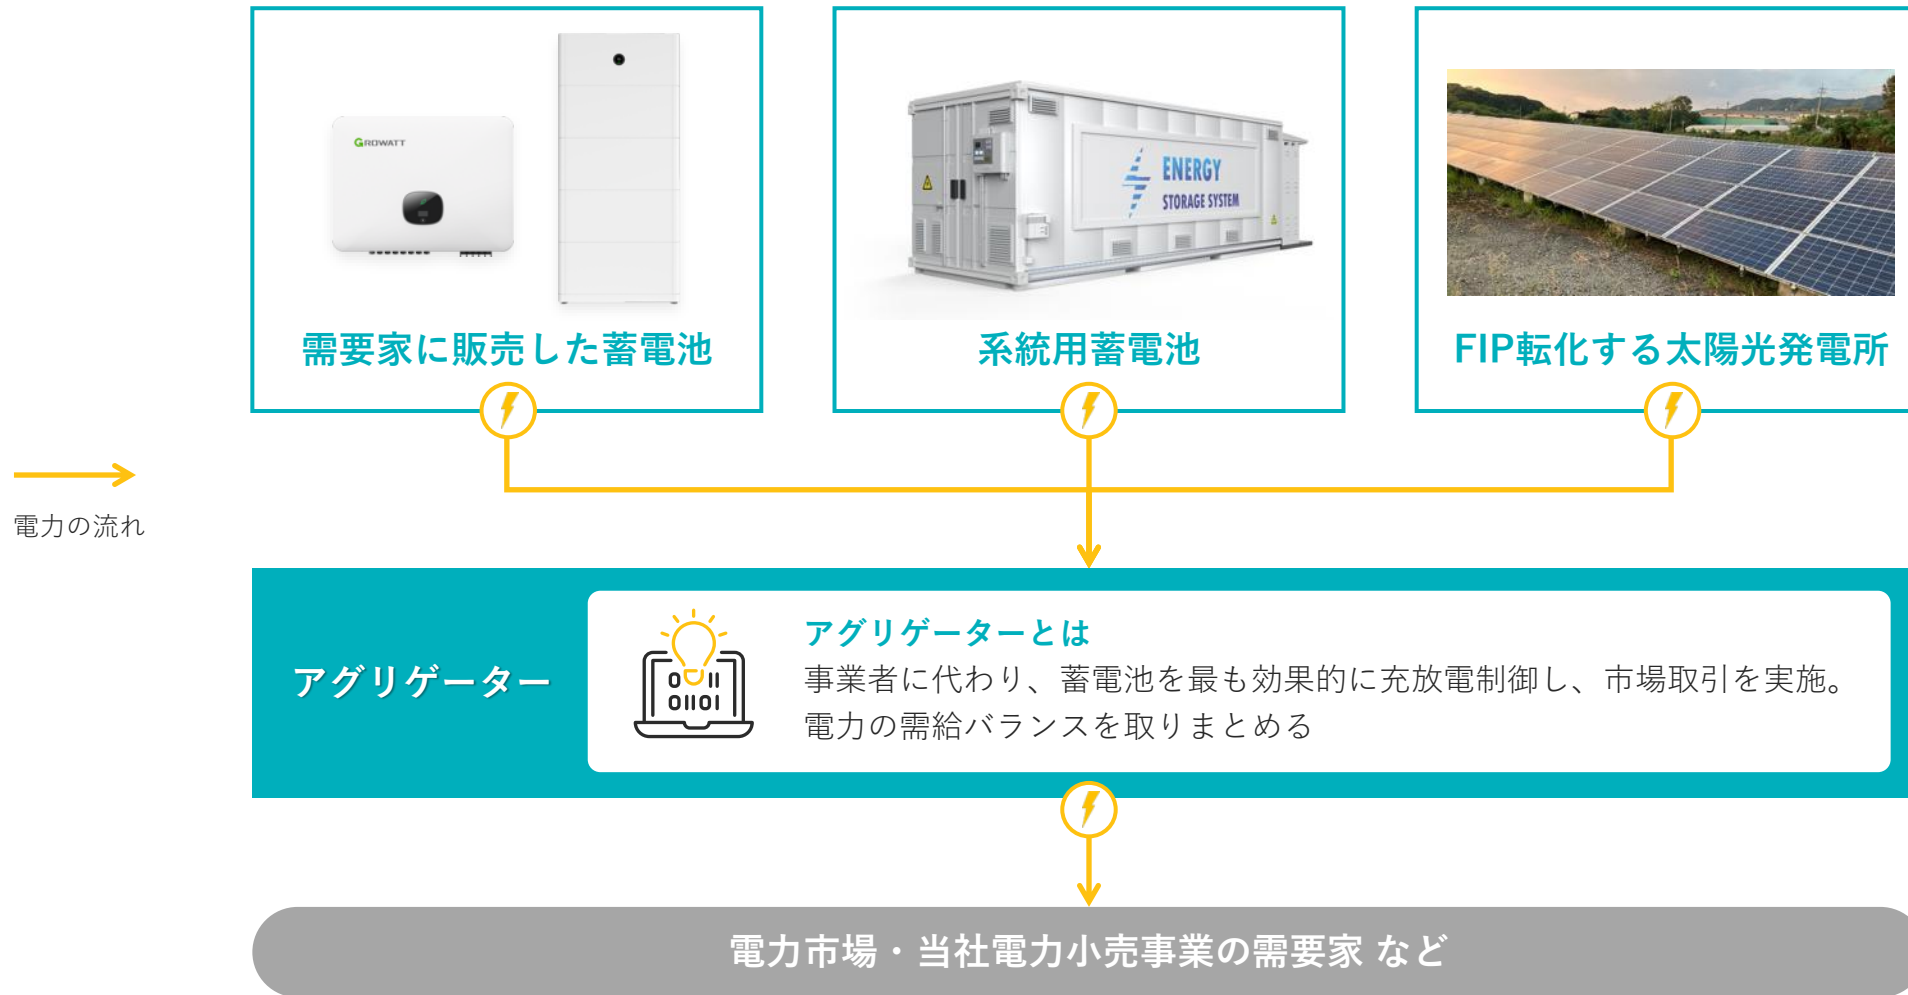 GROWATT
ENERGY
STORAGE SYSTEM
需要家に販売した蓄電池
系統用蓄電池
FIP転化する太陽光発電所
電力の流れ
アグリゲーター
0 II
OIIOI
アグリゲーターとは
事業者に代わり、蓄電池を最も効果的に充放電制御し、市場取引を実施。
電力の需給バランスを取りまとめる
電力市場・当社電力小売事業の需要家 など